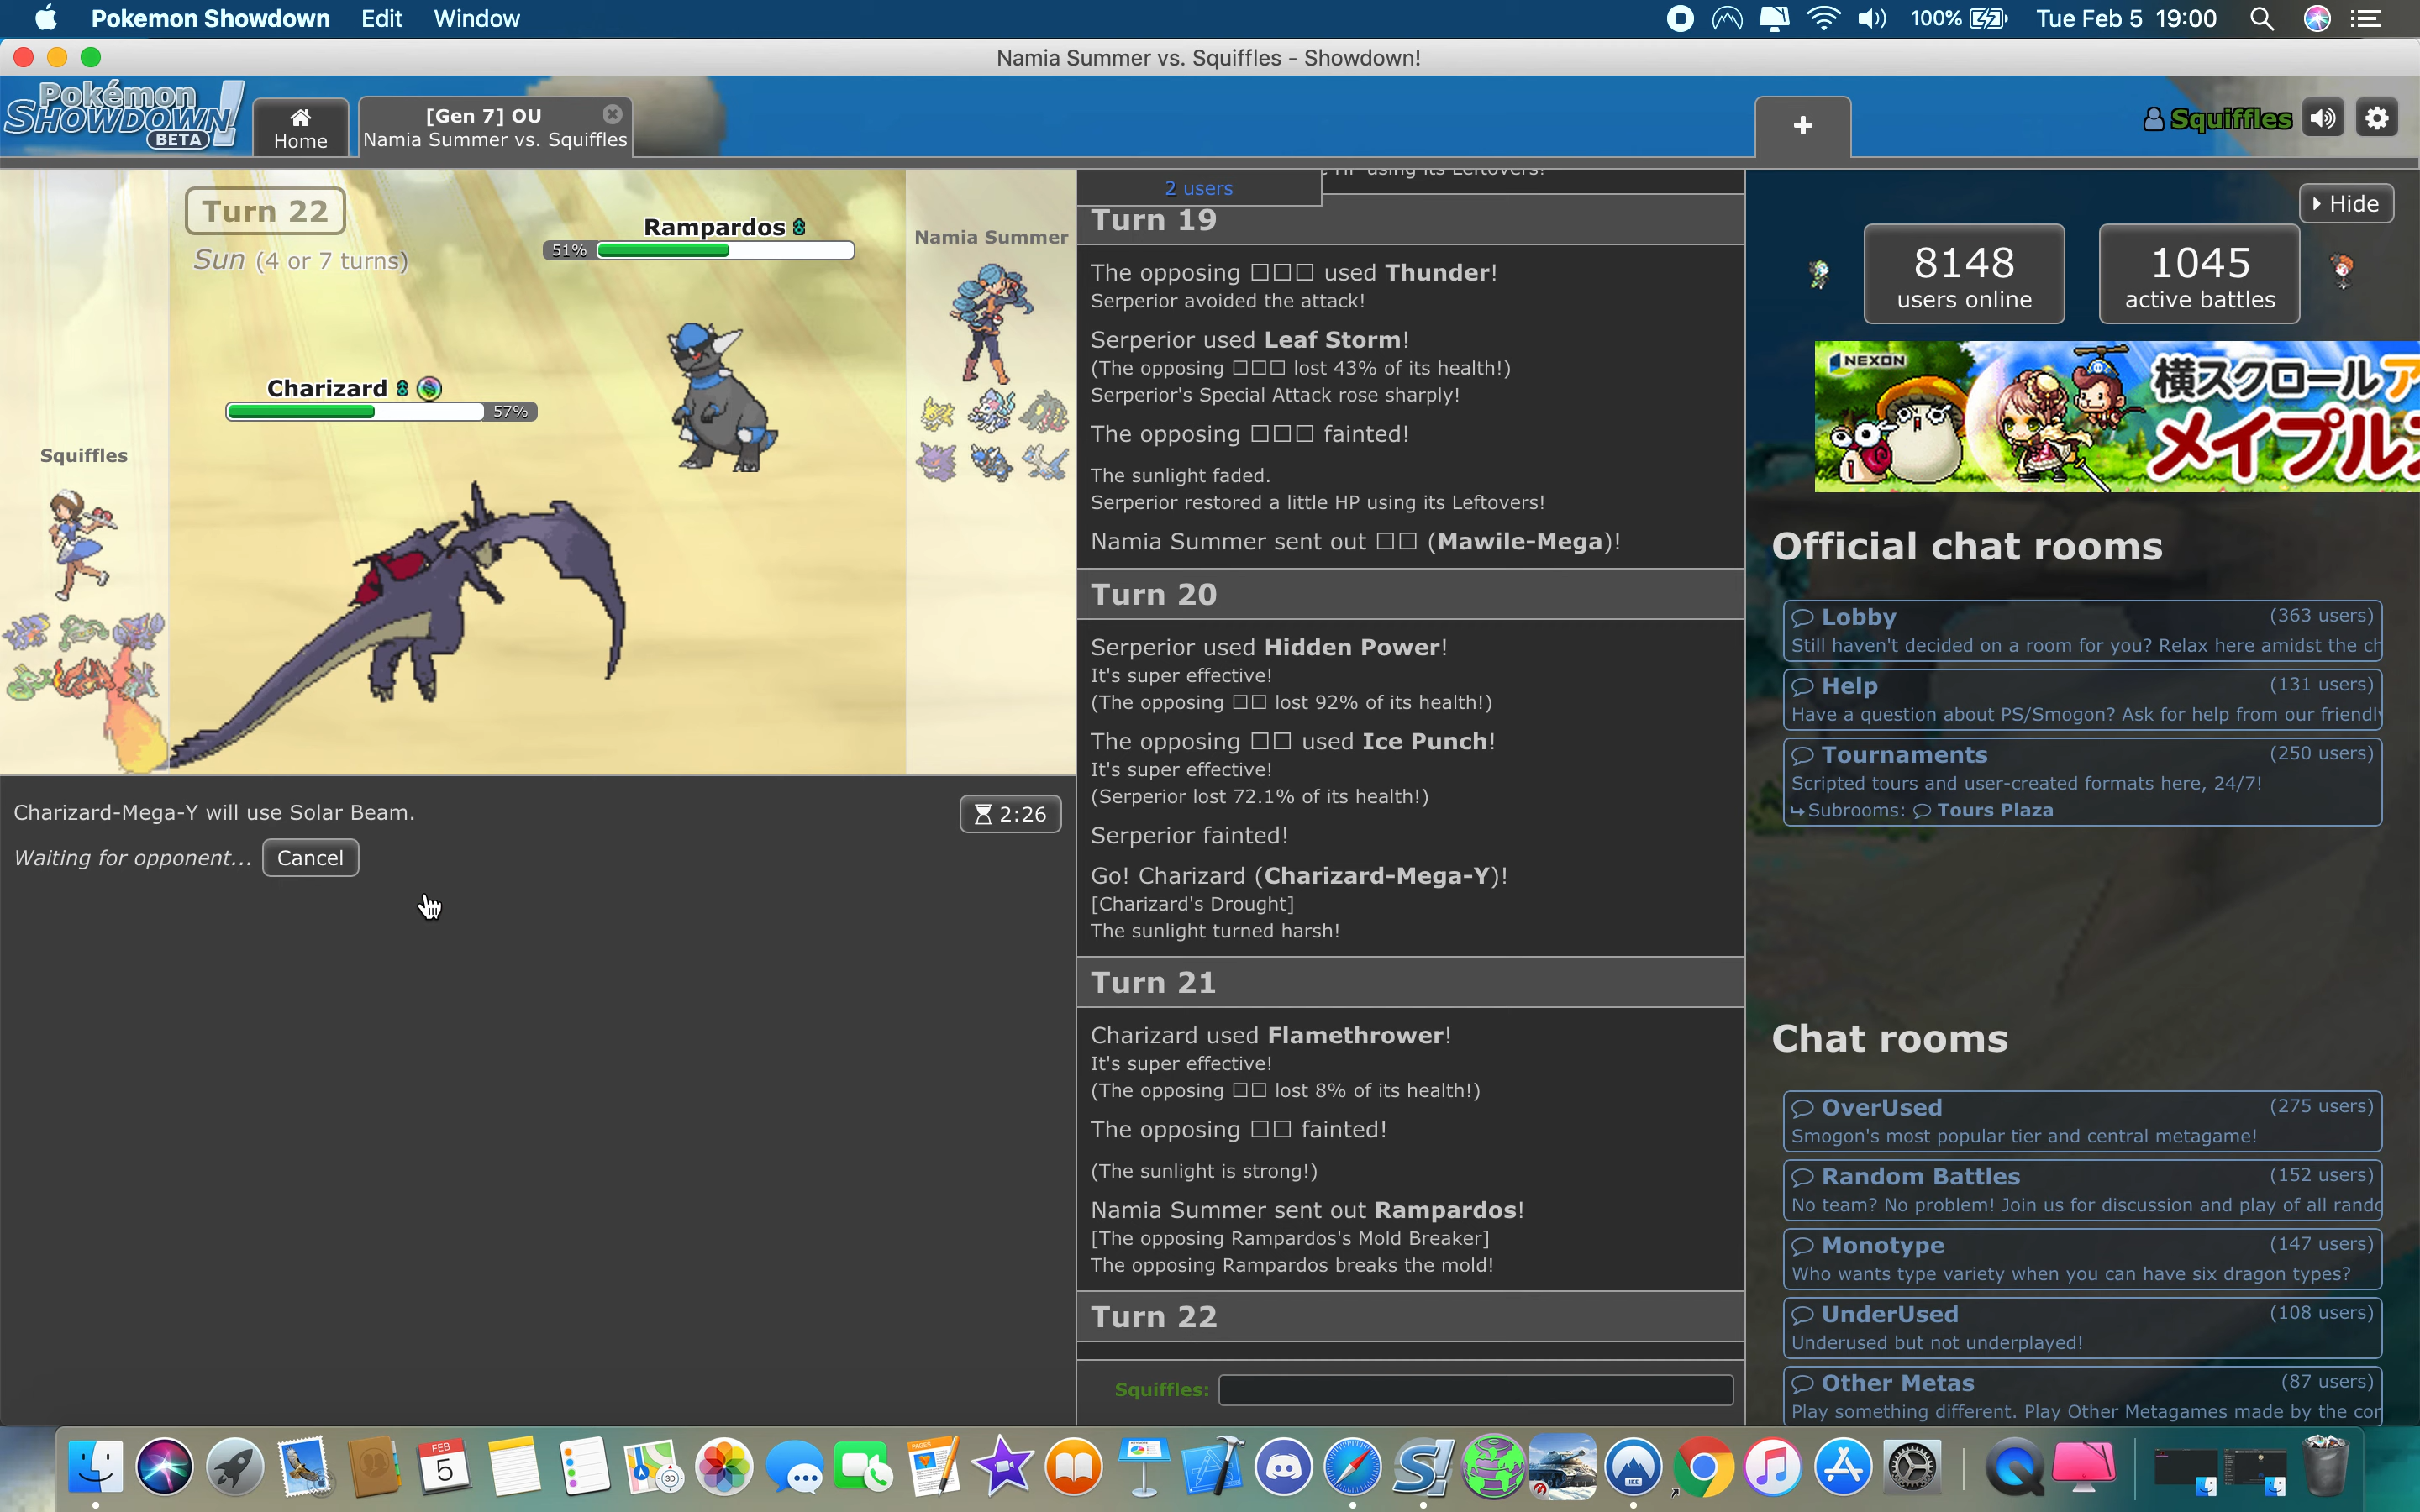 Pokemon Showdown Edit Window
100% Tue Feb 5 19:00
Namia Summer vs. Squiffles - Showdown!
Pokémon
SHOWDOWN!
BETA
Home
[Gen 7] OU
Namia Summer vs. Squiffles
+
Squiffles
Turn 22
Sun (4 or 7 turns)
Rampardos
51%
Charizard
57%
Namia Summer
Squiffles
Charizard-Mega-Y will use Solar Beam.
2:26
Waiting for opponent... Cancel
2 users
HP using its Leftovers!
Turn 19
The opposing □□□ used Thunder!
Serperior avoided the attack!
Serperior used Leaf Storm!
(The opposing □□□ lost 43% of its health!)
Serperior's Special Attack rose sharply!
The opposing □□□ fainted!
The sunlight faded.
Serperior restored a little HP using its Leftovers!
Namia Summer sent out □□ (Mawile-Mega)!
Turn 20
Serperior used Hidden Power!
It's super effective!
(The opposing □□ lost 92% of its health!)
The opposing □□ used Ice Punch!
It's super effective!
(Serperior lost 72.1% of its health!)
Serperior fainted!
Go! Charizard (Charizard-Mega-Y)!
[Charizard's Drought]
The sunlight turned harsh!
Turn 21
Charizard used Flamethrower!
It's super effective!
(The opposing □□ lost 8% of its health!)
The opposing □□ fainted!
(The sunlight is strong!)
Namia Summer sent out Rampardos!
[The opposing Rampardos's Mold Breaker]
The opposing Rampardos breaks the mold!
Turn 22
Squiffles:
Hide
8148
users online
1045
active battles
NEXON
横スクロールア
メイプル
Official chat rooms
Lobby (363 users)
Still haven't decided on a room for you? Relax here amidst the ch
Help (131 users)
Have a question about PS/Smogon? Ask for help from our friendly
Tournaments (250 users)
Scripted tours and user-created formats here, 24/7!
Subrooms: Tours Plaza
Chat rooms
OverUsed (275 users)
Smogon's most popular tier and central metagame!
Random Battles (152 users)
No team? No problem! Join us for discussion and play of all rando
Monotype (147 users)
Who wants type variety when you can have six dragon types?
UnderUsed (108 users)
Underused but not underplayed!
Other Metas (87 users)
Play something different. Play Other Metagames made by the cor
FEB
5
PAGES
3D
IKE